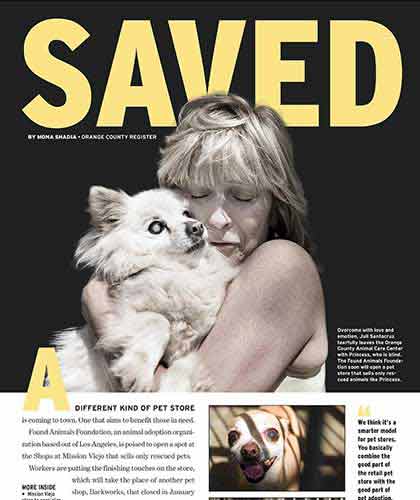 SAVED
BY MONA SHADIA • ORANGE COUNTY REGISTER
Overcome with love and
emotion, Juli Santacruz
tearfully leaves the Orange
County Animal Care Center
with Princess, who is blind.
The Found Animals Founda-
tion soon will open a pet
store that sells only res-
cued animals like Princess.
A DIFFERENT KIND OF PET STORE
is coming to town. One that aims to benefit those in need.
Found Animals Foundation, an animal adoption organi-
zation based out of Los Angeles, is poised to open a spot at
the Shops at Mission Viejo that sells only rescued pets.
Workers are putting the finishing touches on the store,
which will take the place of another pet
shop, Barkworks, that closed in January
MORE INSIDE
• Mission Viejo
“
We think it's a
smarter model
for pet stores.
You basically
combine the
good part of
the retail pet
store with the
good part of
pet adoption.